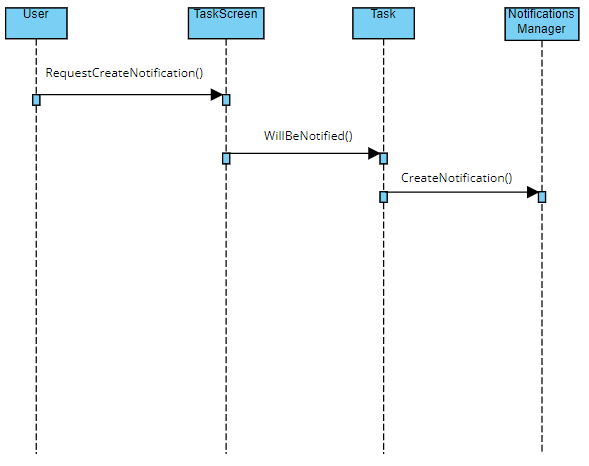 User
TaskScreen
Task
Notifications
Manager
RequestCreateNotification()
WillBeNotified()
CreateNotification()